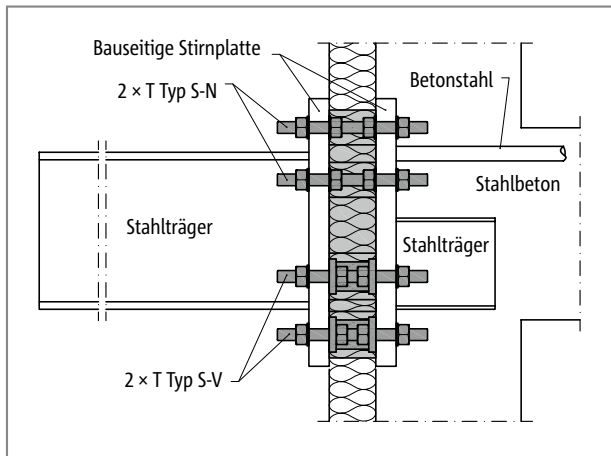 Bauseitige Stirnplatte
2 × T Typ S-N
Betonstahl
Stahlbeton
Stahlträger
Stahlträger
2 × T Typ S-V